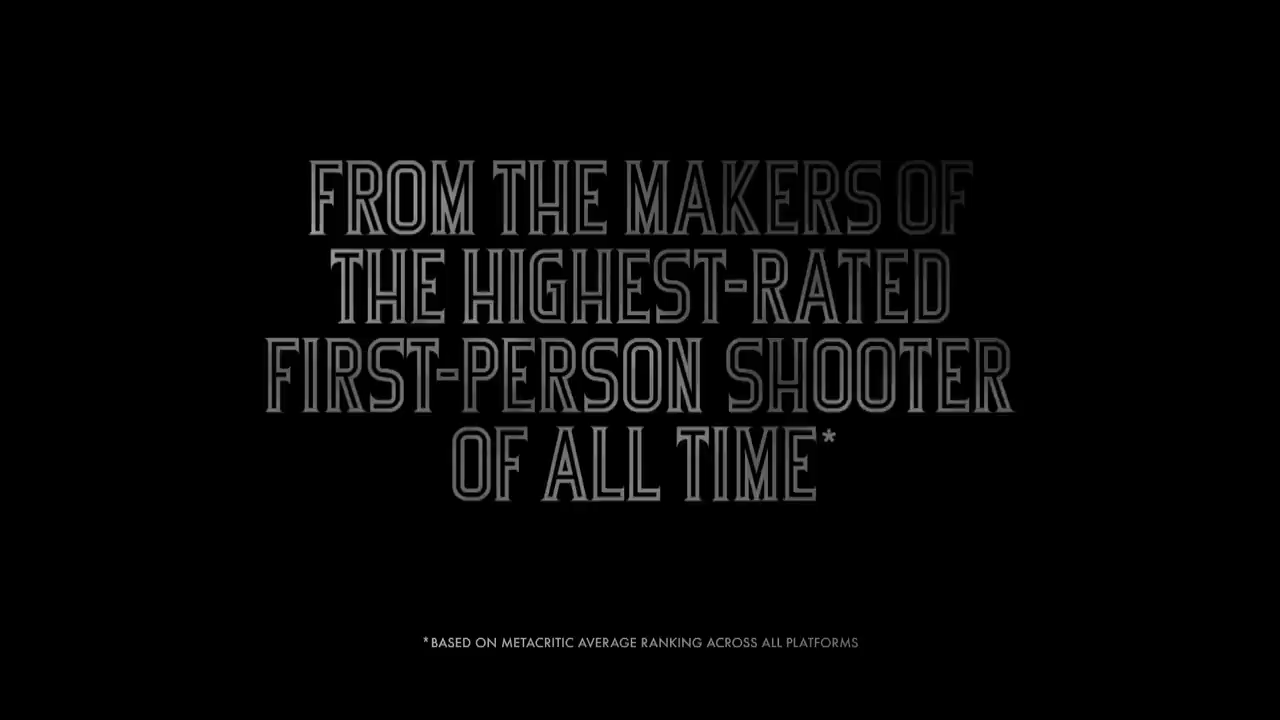 FROM THE MAKERS OF
THE HIGHEST-RATED
FIRST-PERSON SHOOTER
OF ALL TIME*
*BASED ON METACRITIC AVERAGE RANKING ACROSS ALL PLATFORMS